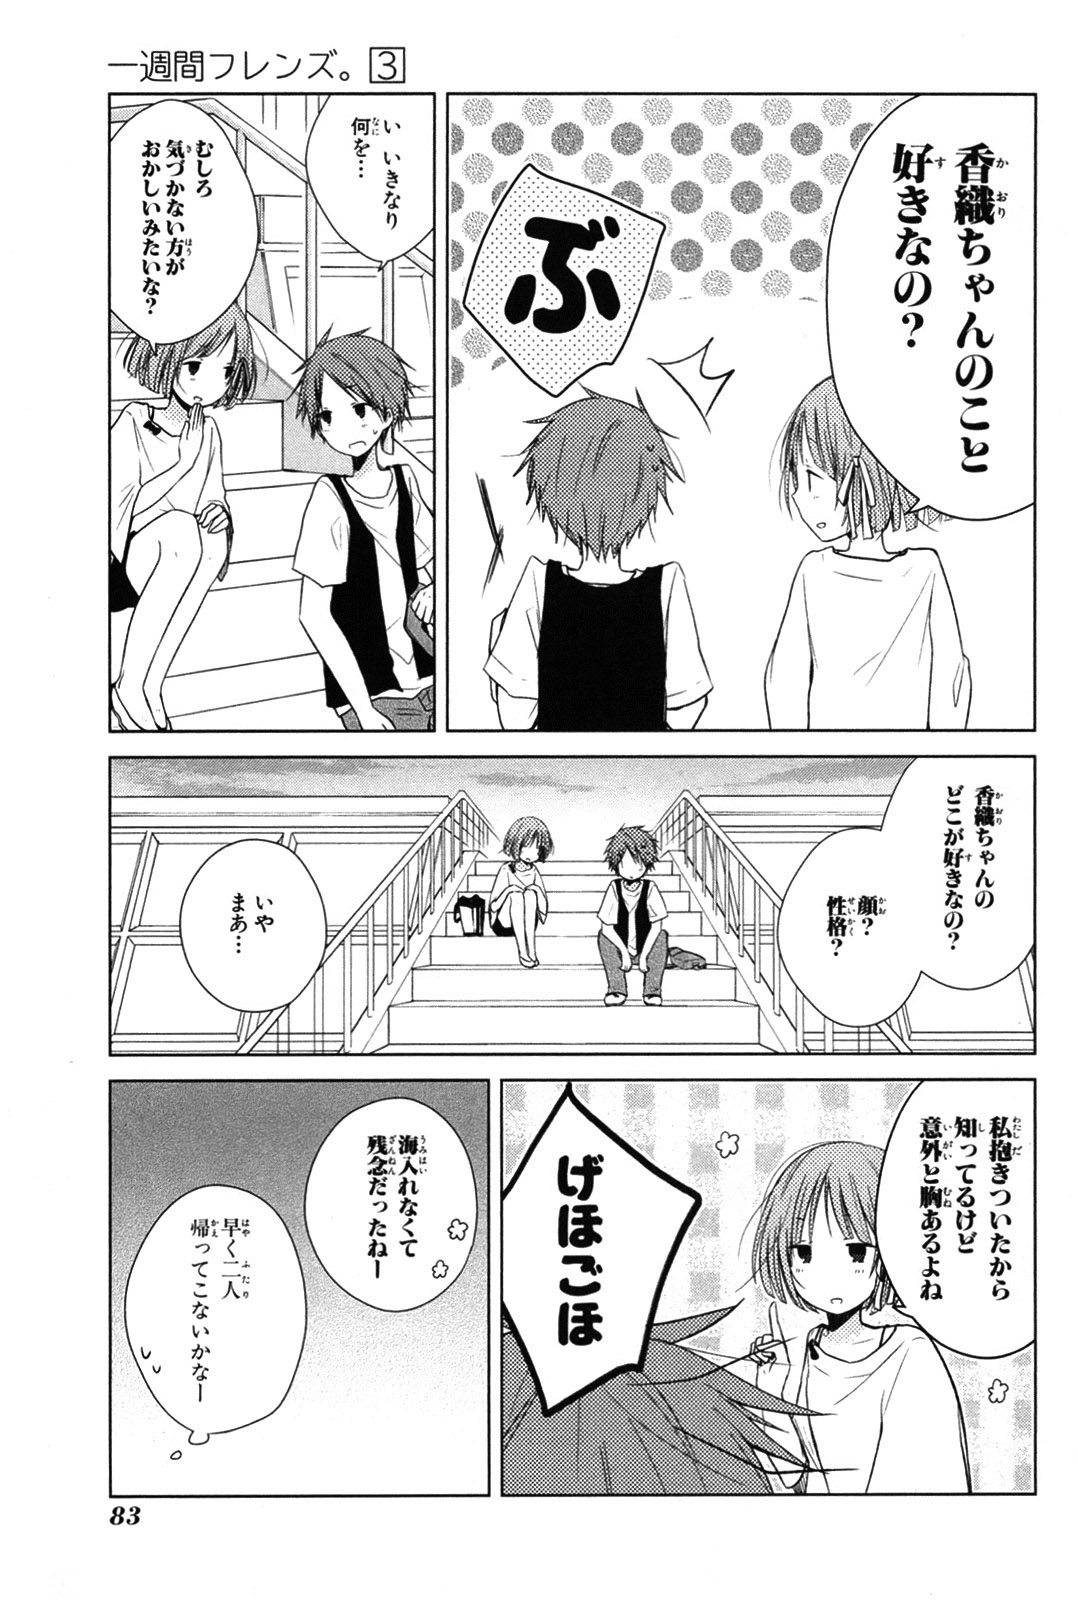 一週間フレンズ。3
香織ちゃんのこと
好きなの？
ぶ
い いきなり
何を…
むしろ
気づかない方が
おかしいみたいな？
香織ちゃんの
どこが好きなの？
顔？
性格？
いや
まあ…
私抱きついたから
知ってるけど
意外と胸あるよね
げほごほ
海入れなくて
残念だったねー
早く二人
帰ってこないかなー
83